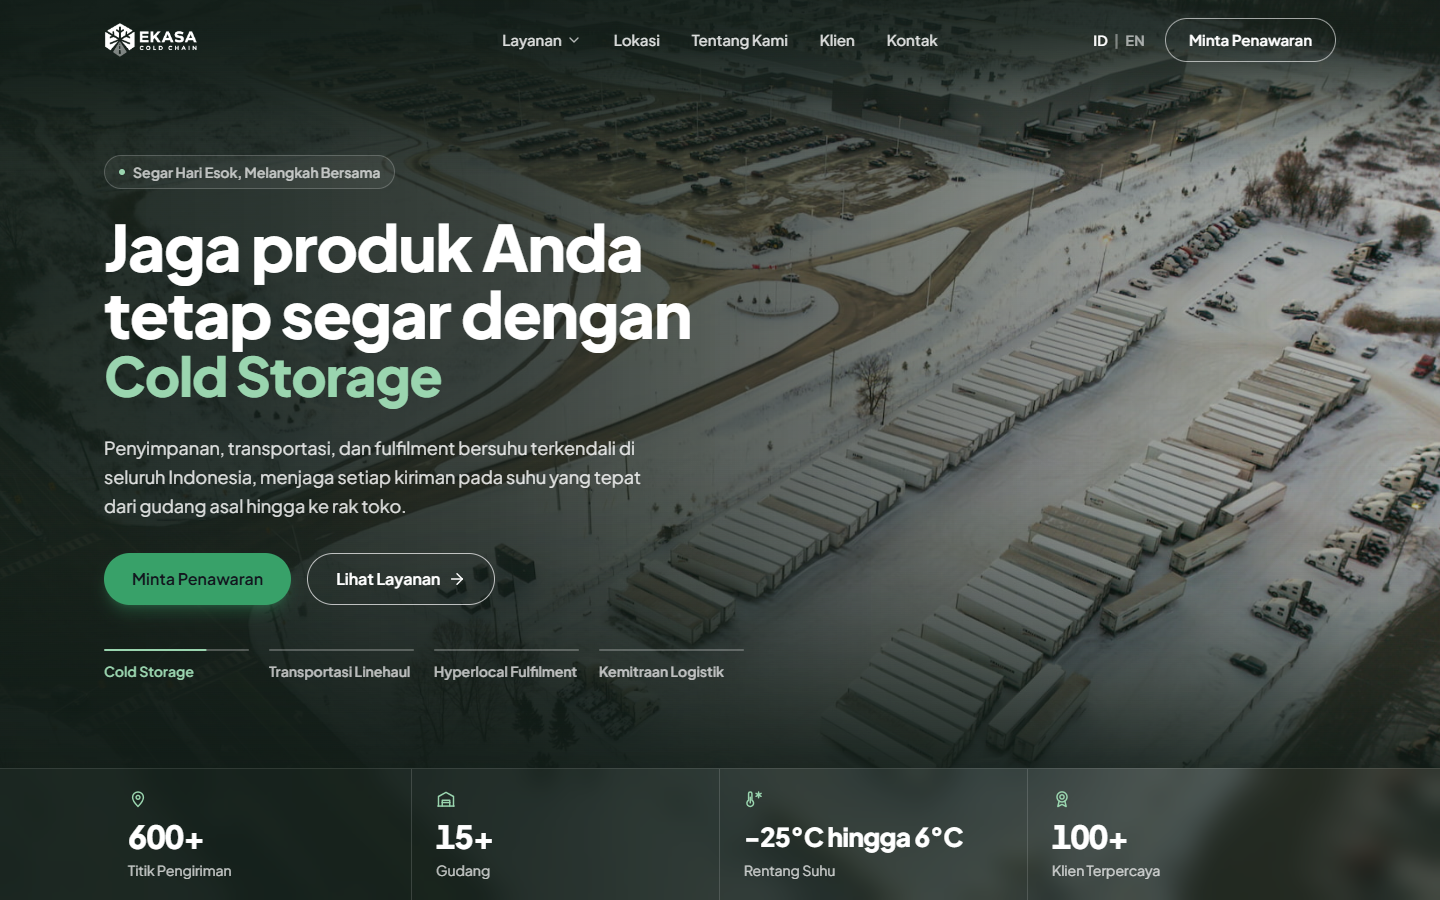 EKASA
COLD CHAIN
Layanan
Lokasi
Tentang Kami
Klien
Kontak
ID | EN
Minta Penawaran
Segar Hari Esok, Melangkah Bersama
Jaga produk Anda
tetap segar dengan
Cold Storage
Penyimpanan, transportasi, dan fulfilment bersuhu terkendali di
seluruh Indonesia, menjaga setiap kiriman pada suhu yang tepat
dari gudang asal hingga ke rak toko.
Minta Penawaran
Lihat Layanan →
Cold Storage
Transportasi Linehaul
Hyperlocal Fulfilment
Kemitraan Logistik
600+
Titik Pengiriman
15+
Gudang
-25°C hingga 6°C
Rentang Suhu
100+
Klien Terpercaya